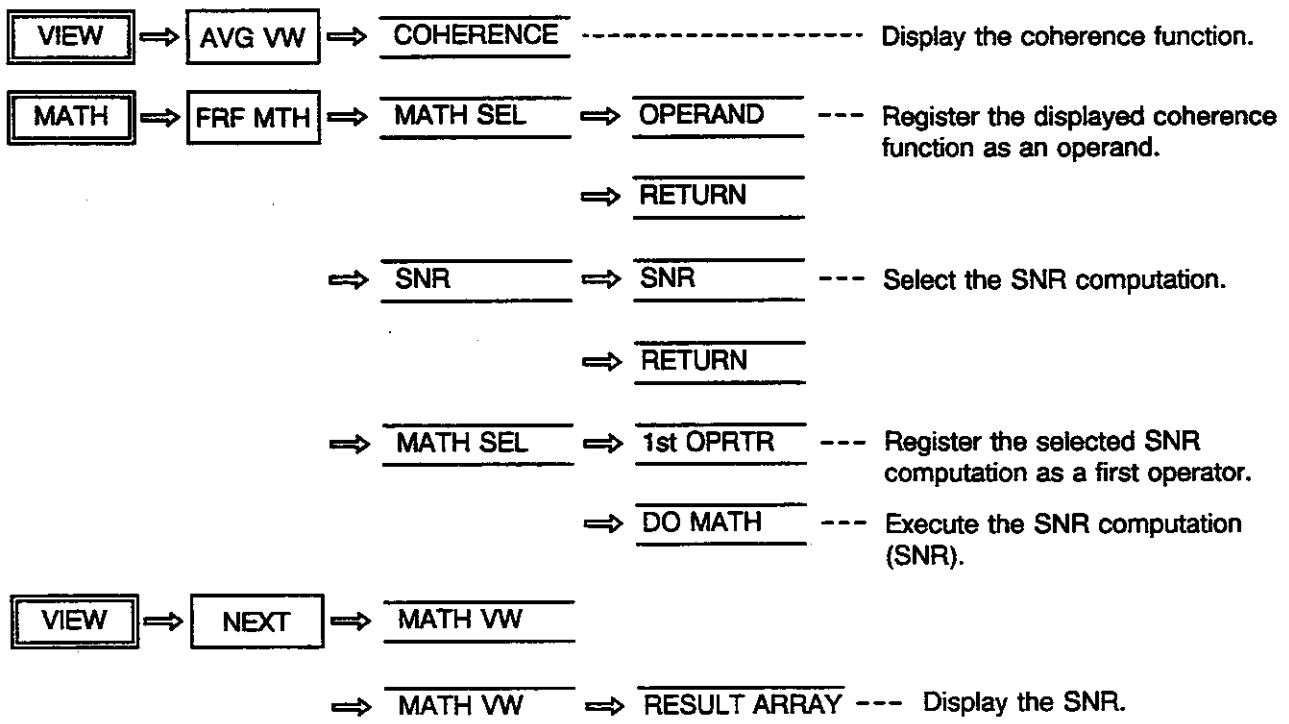 VIEW ⇒ AVG VW ⇒ COHERENCE ------------------ Display the coherence function.
MATH ⇒ FRF MTH ⇒ MATH SEL ⇒ OPERAND --- Register the displayed coherence
function as an operand.
⇒ RETURN
⇒ SNR ⇒ SNR --- Select the SNR computation.
⇒ RETURN
⇒ MATH SEL ⇒ 1st OPRTR --- Register the selected SNR
computation as a first operator.
⇒ DO MATH --- Execute the SNR computation
(SNR).
VIEW ⇒ NEXT ⇒ MATH VW
⇒ MATH VW ⇒ RESULT ARRAY --- Display the SNR.